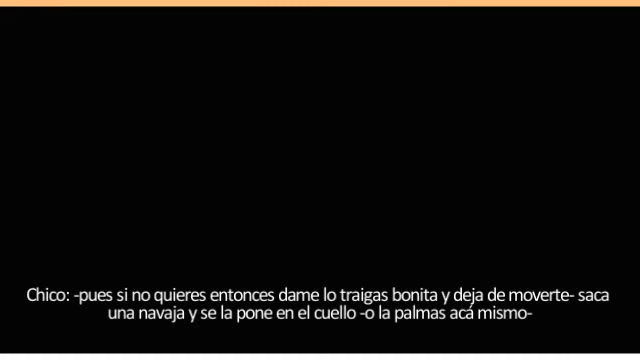 Chico: -pues si no quieres entonces dame lo traigas bonita y deja de moverte- saca
una navaja y se la pone en el cuello -o la palmas acá mismo-